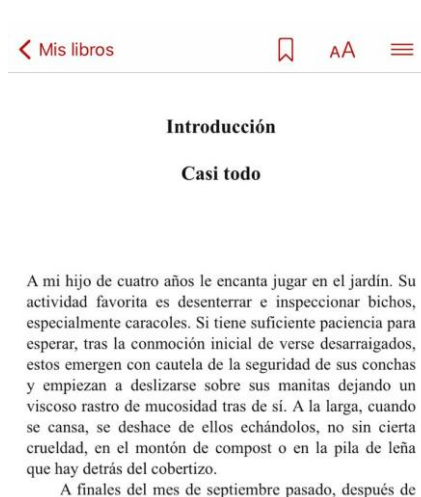 Mis libros
AA
Introducción
Casi todo
A mi hijo de cuatro años le encanta jugar en el jardín. Su
actividad favorita es desenterrar e inspeccionar bichos,
especialmente caracoles. Si tiene suficiente paciencia para
esperar, tras la conmoción inicial de verse desarraigados,
estos emergen con cautela de la seguridad de sus conchas
y empiezan a deslizarse sobre sus manitas dejando un
viscoso rastro de mucosidad tras de sí. A la larga, cuando
se cansa, se deshace de ellos echándolos, no sin cierta
crueldad, en el montón de compost o en la pila de leña
que hay detrás del cobertizo.
A finales del mes de septiembre pasado, después de